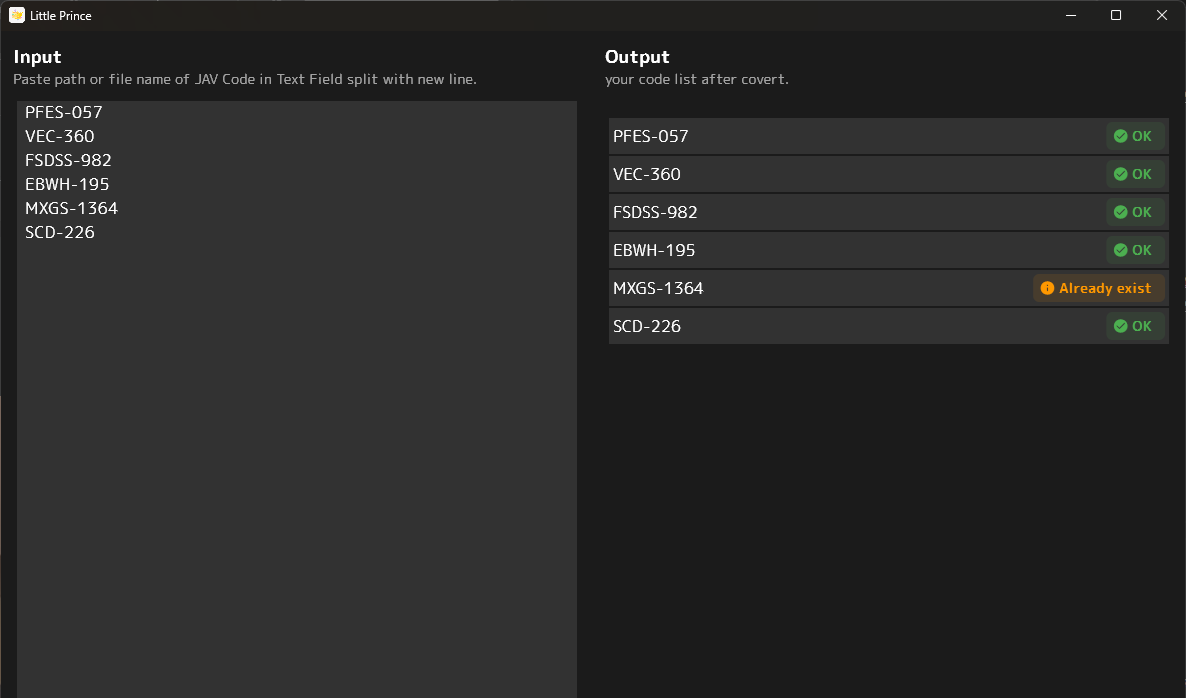 Little Prince
Input
Paste path or file name of JAV Code in Text Field split with new line.
PFES-057
VEC-360
FSDSS-982
EBWH-195
MXGS-1364
SCD-226
Output
your code list after covert.
PFES-057 OK
VEC-360 OK
FSDSS-982 OK
EBWH-195 OK
MXGS-1364 Already exist
SCD-226 OK